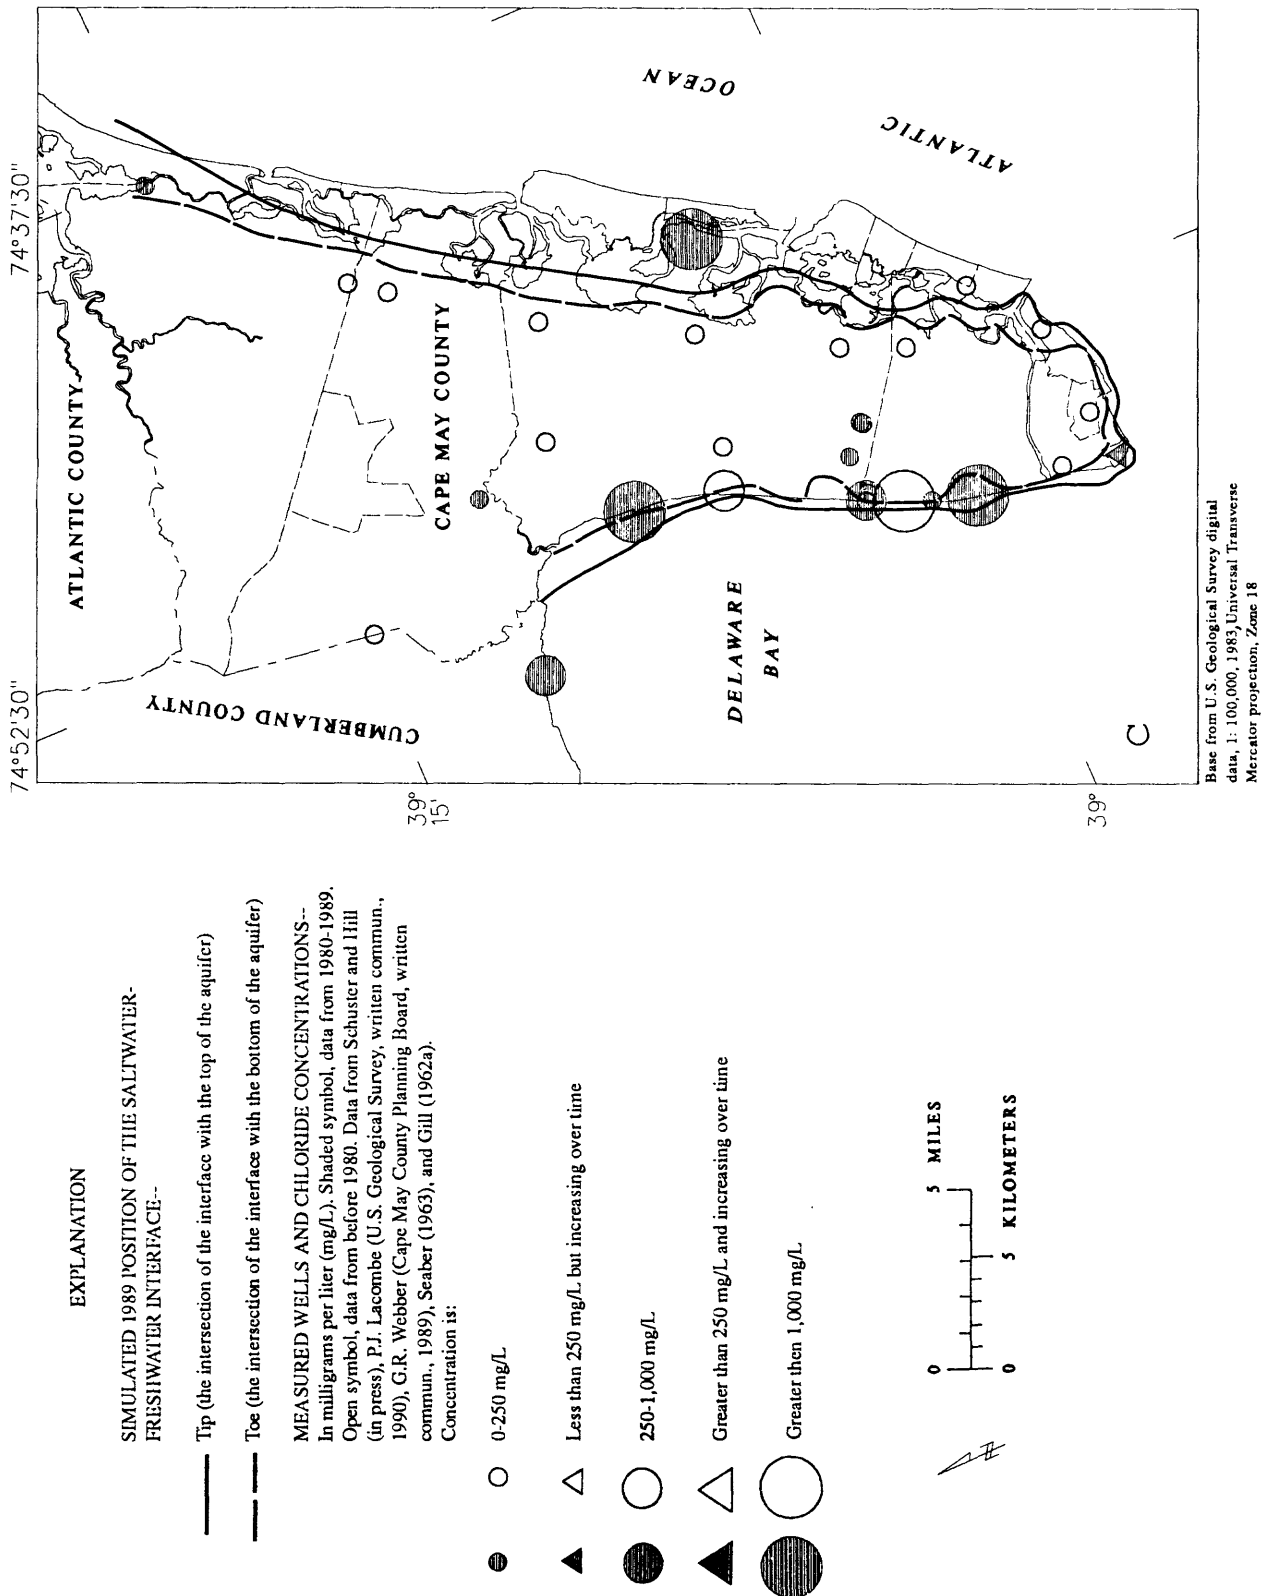 EXPLANATION
SIMULATED 1989 POSITION OF THE SALTWATER-
FRESHWATER INTERFACE--
Tip (the intersection of the interface with the top of the aquifer)
Toe (the intersection of the interface with the bottom of the aquifer)
MEASURED WELLS AND CHLORIDE CONCENTRATIONS--
In milligrams per liter (mg/L). Shaded symbol, data from 1980-1989.
Open symbol, data from before 1980. Data from Schuster and Hill
(in press), P.J. Lacombe (U.S. Geological Survey, written commun.,
1990), G.R. Webber (Cape May County Planning Board, written
commun., 1989), Seaber (1963), and Gill (1962a).
Concentration is:
0-250 mg/L
Less than 250 mg/L but increasing over time
250-1,000 mg/L
Greater than 250 mg/L and increasing over time
Greater then 1,000 mg/L
0 5 MILES
0 5 KILOMETERS
N
74°52'30"
74°37'30"
39°
15'
39°
ATLANTIC COUNTY
CUMBERLAND COUNTY
CAPE MAY COUNTY
DELAWARE
BAY
ATLANTIC
OCEAN
C
Base from U.S. Geological Survey digital
data, 1: 100,000, 1983, Universal Transverse
Mercator projection, Zone 18